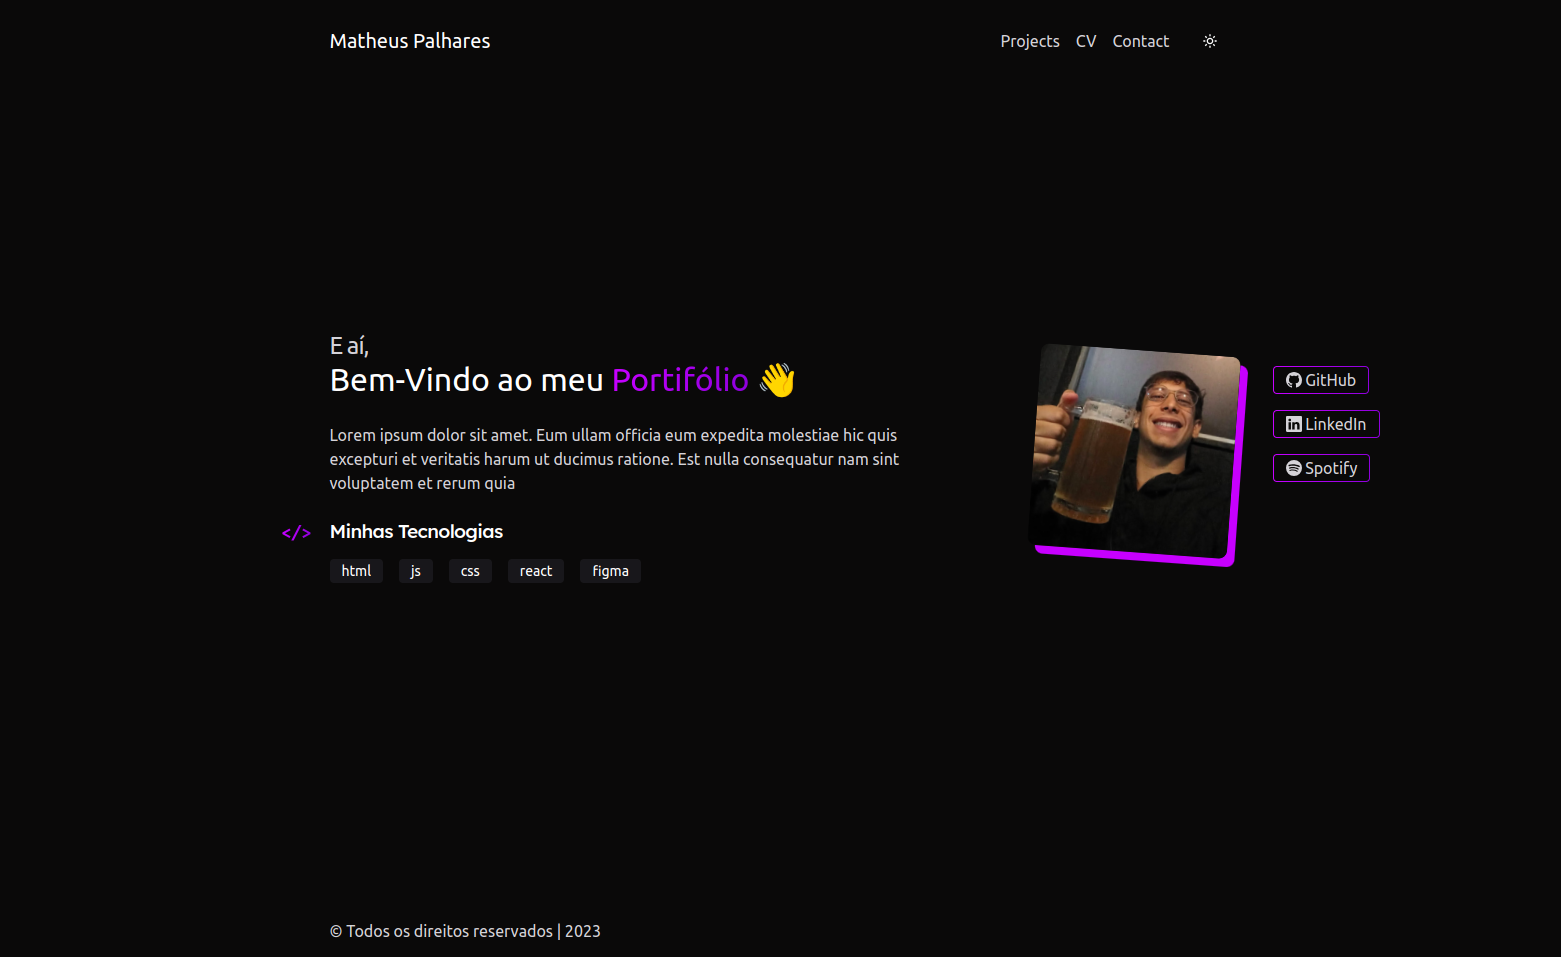 Matheus Palhares
Projects CV Contact
E aí,
Bem-Vindo ao meu Portifólio 👋
Lorem ipsum dolor sit amet. Eum ullam officia eum expedita molestiae hic quis
excepturi et veritatis harum ut ducimus ratione. Est nulla consequatur nam sint
voluptatem et rerum quia
</> Minhas Tecnologias
html js css react figma
GitHub
LinkedIn
Spotify
© Todos os direitos reservados | 2023